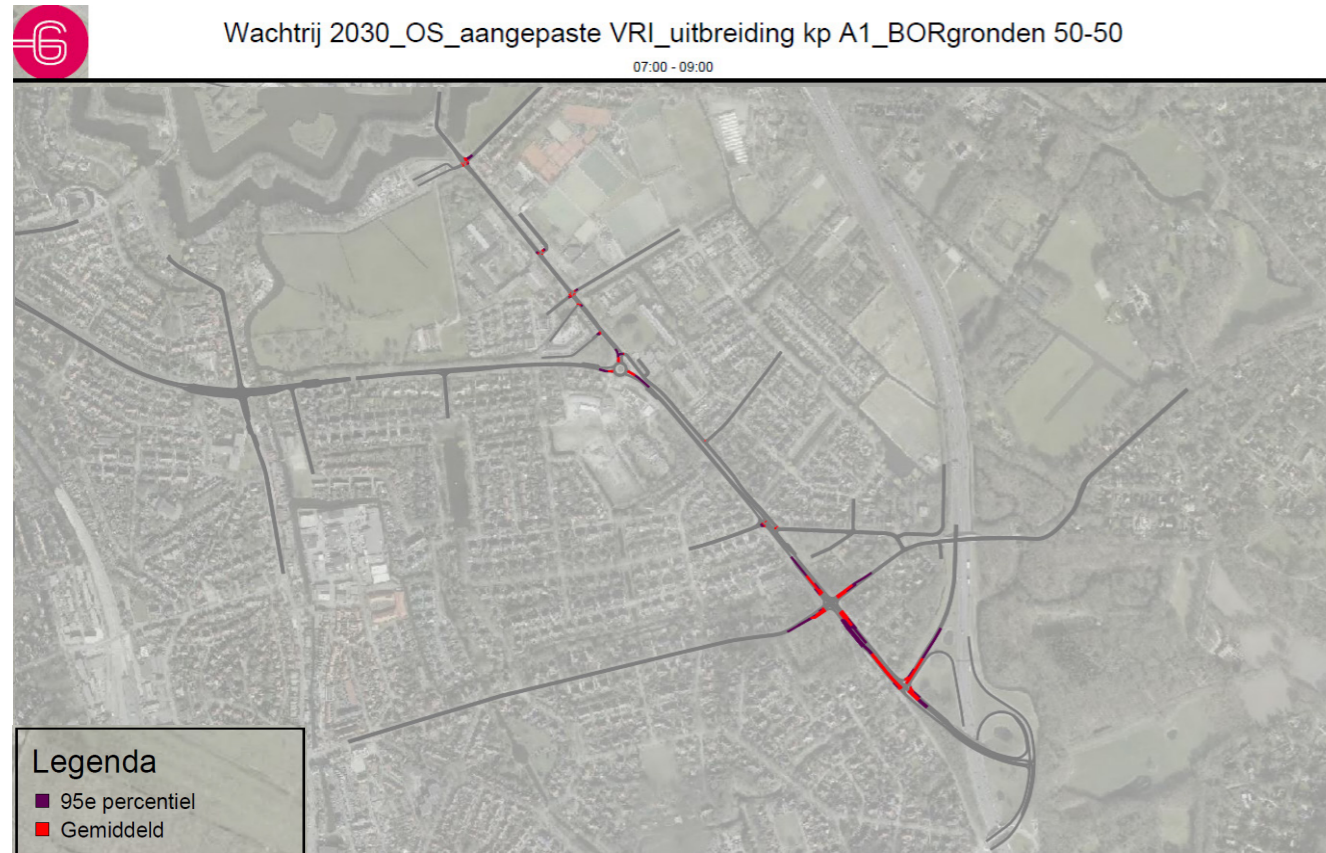 Wachtrij 2030_OS_aangepaste VRI_uitbreiding kp A1_BORgronden 50-50
07:00 - 09:00
Legenda
95e percentiel
Gemiddeld